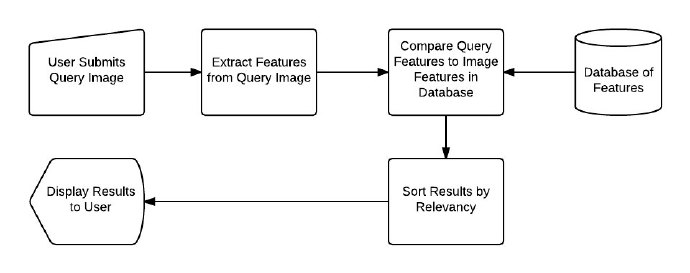 User Submits
Query Image
Extract Features
from Query Image
Compare Query
Features to Image
Features in
Database
Database of
Features
Display Results
to User
Sort Results by
Relevancy